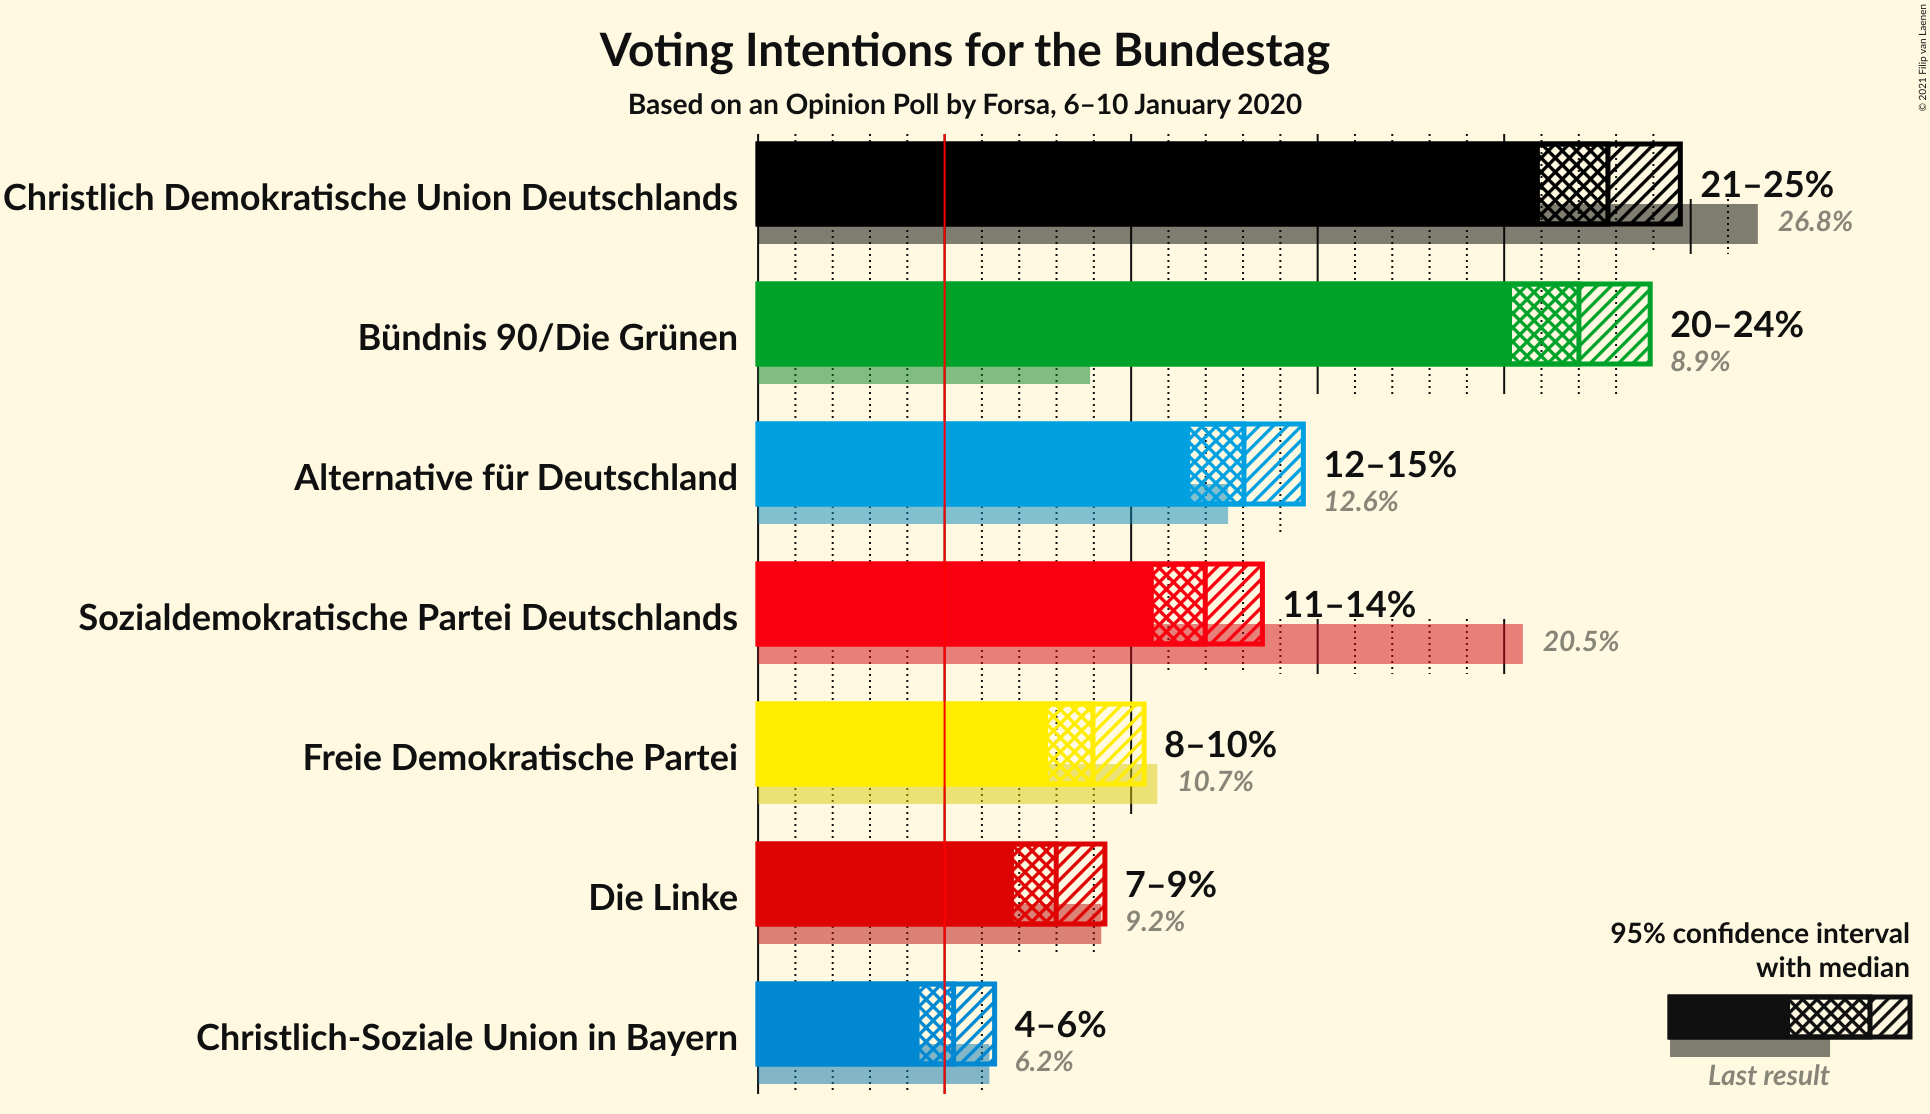 Voting Intentions for the Bundestag
Based on an Opinion Poll by Forsa, 6–10 January 2020
© 2021 Filip van Laenen
Christlich Demokratische Union Deutschlands
21–25%
26.8%
Bündnis 90/Die Grünen
20–24%
8.9%
Alternative für Deutschland
12–15%
12.6%
Sozialdemokratische Partei Deutschlands
11–14%
20.5%
Freie Demokratische Partei
8–10%
10.7%
Die Linke
7–9%
9.2%
Christlich-Soziale Union in Bayern
4–6%
6.2%
95% confidence interval
with median
Last result